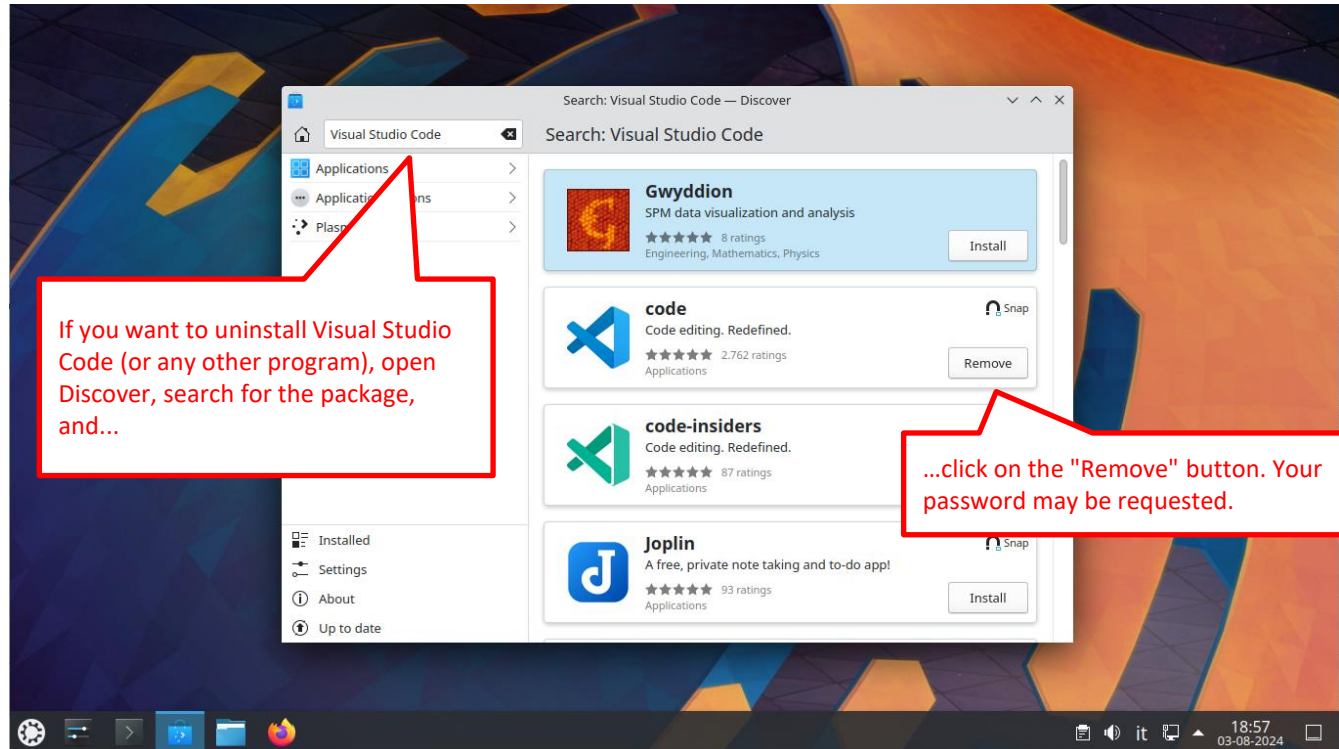 Search: Visual Studio Code — Discover
Visual Studio Code
Search: Visual Studio Code
Applications
Plasm
If you want to uninstall Visual Studio
Code (or any other program), open
Discover, search for the package,
and...
Installed
Settings
About
Up to date
Gwyddion
SPM data visualization and analysis
8 ratings
Engineering, Mathematics, Physics
Install
code
Snap
Code editing. Redefined.
2.762 ratings
Applications
Remove
code-insiders
Code editing. Redefined.
87 ratings
Applications
...click on the "Remove" button. Your
password may be requested.
Joplin
Snap
A free, private note taking and to-do app!
93 ratings
Applications
Install
it
18:57
03-08-2024